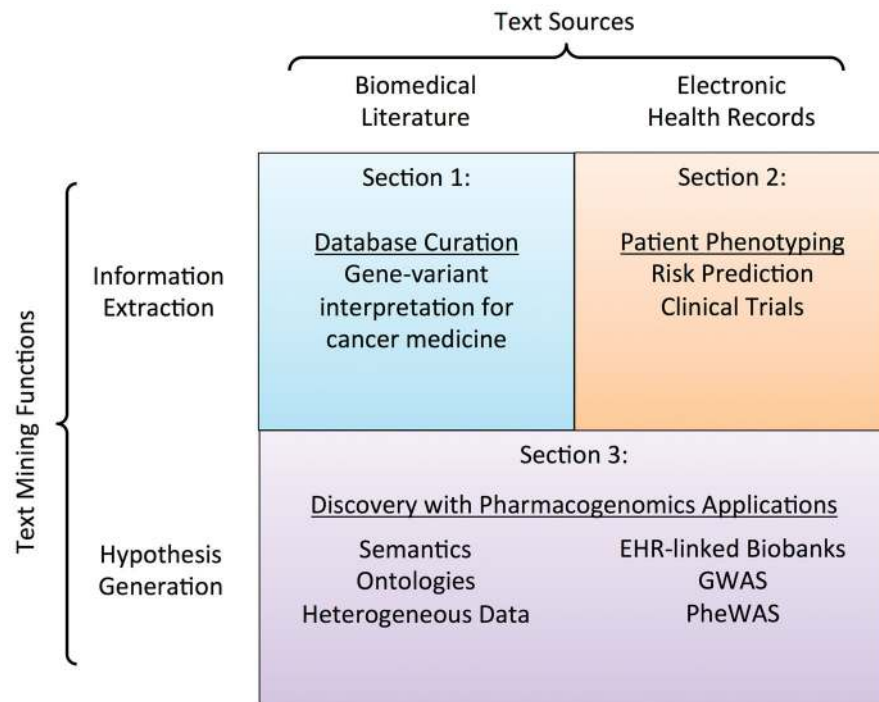 Text Sources
Biomedical
Literature
Electronic
Health Records
Text Mining Functions
Information
Extraction
Section 1:
Database Curation
Gene-variant
interpretation for
cancer medicine
Section 2:
Patient Phenotyping
Risk Prediction
Clinical Trials
Hypothesis
Generation
Section 3:
Discovery with Pharmacogenomics Applications
Semantics
Ontologies
Heterogeneous Data
EHR-linked Biobanks
GWAS
PheWAS